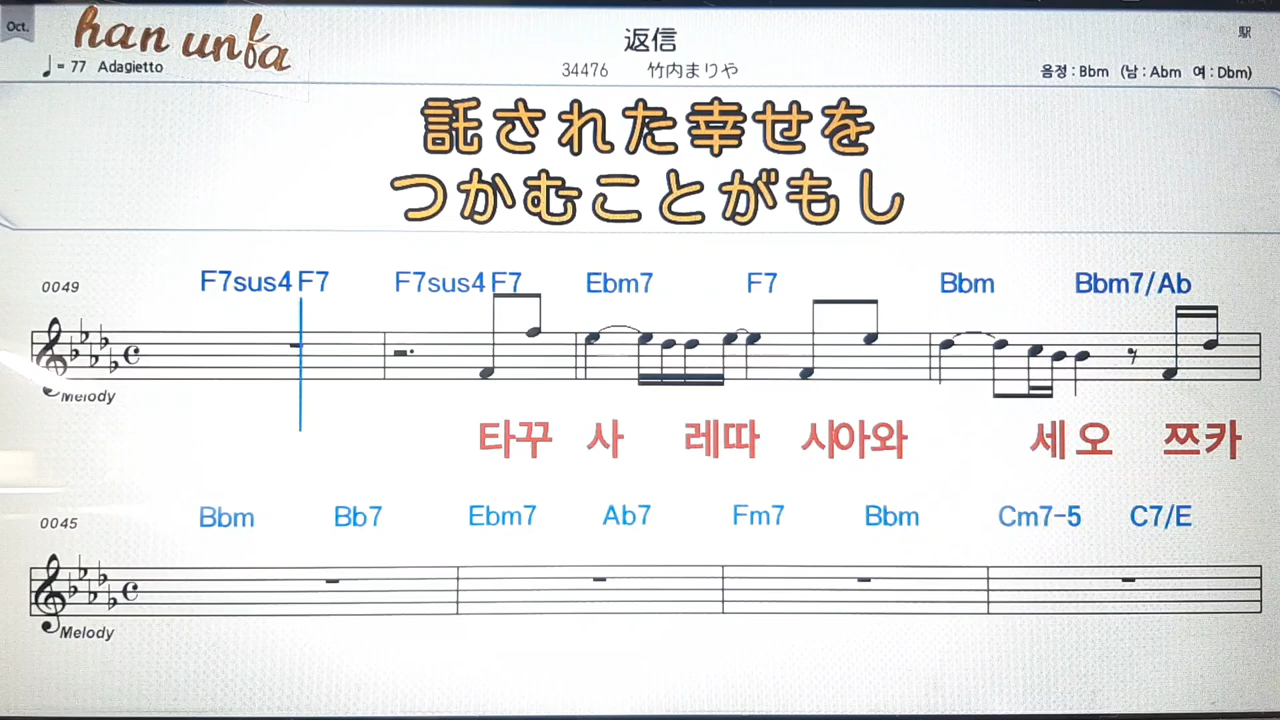 Oct.
han unfa
返信
駅
♩= 77 Adagietto
34476 竹内まりや
음정 : Bbm (남 : Abm 여 : Dbm)
託された幸せを
つかむことがもし
0049
F7sus4 F7 F7sus4 F7 Ebm7 F7 Bbm Bbm7/Ab
Melody
타꾸 사 레따 시아와 세 오 쯔카
0045
Bbm Bb7 Ebm7 Ab7 Fm7 Bbm Cm7-5 C7/E
Melody